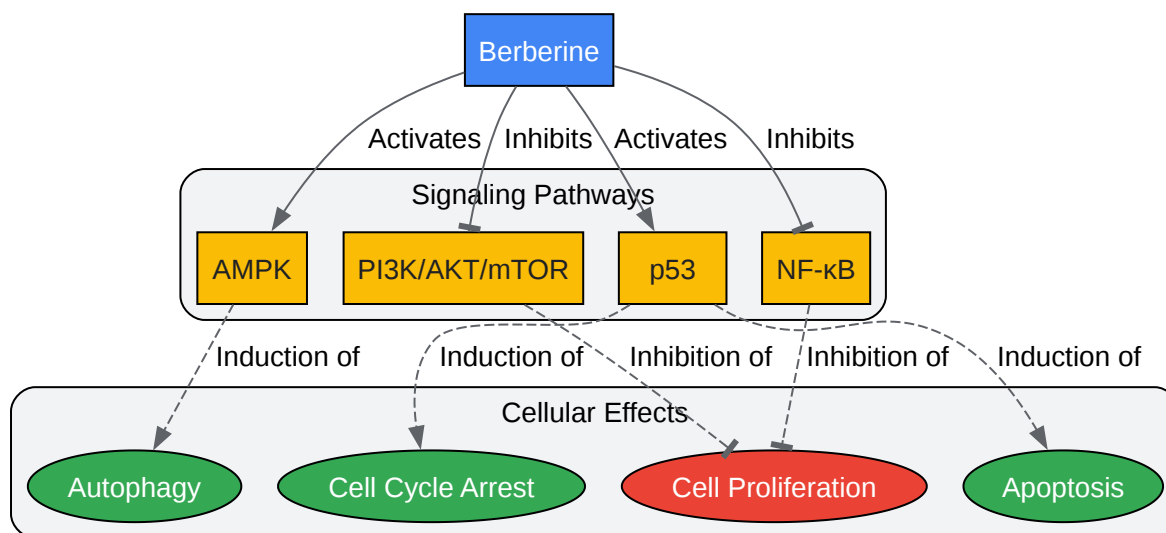 Berberine
Activates
Inhibits
Activates
Inhibits
Signaling Pathways
AMPK
PI3K/AKT/mTOR
p53
NF-κB
Induction of
Induction of
Inhibition of
Inhibition of
Induction of
Cellular Effects
Autophagy
Cell Cycle Arrest
Cell Proliferation
Apoptosis